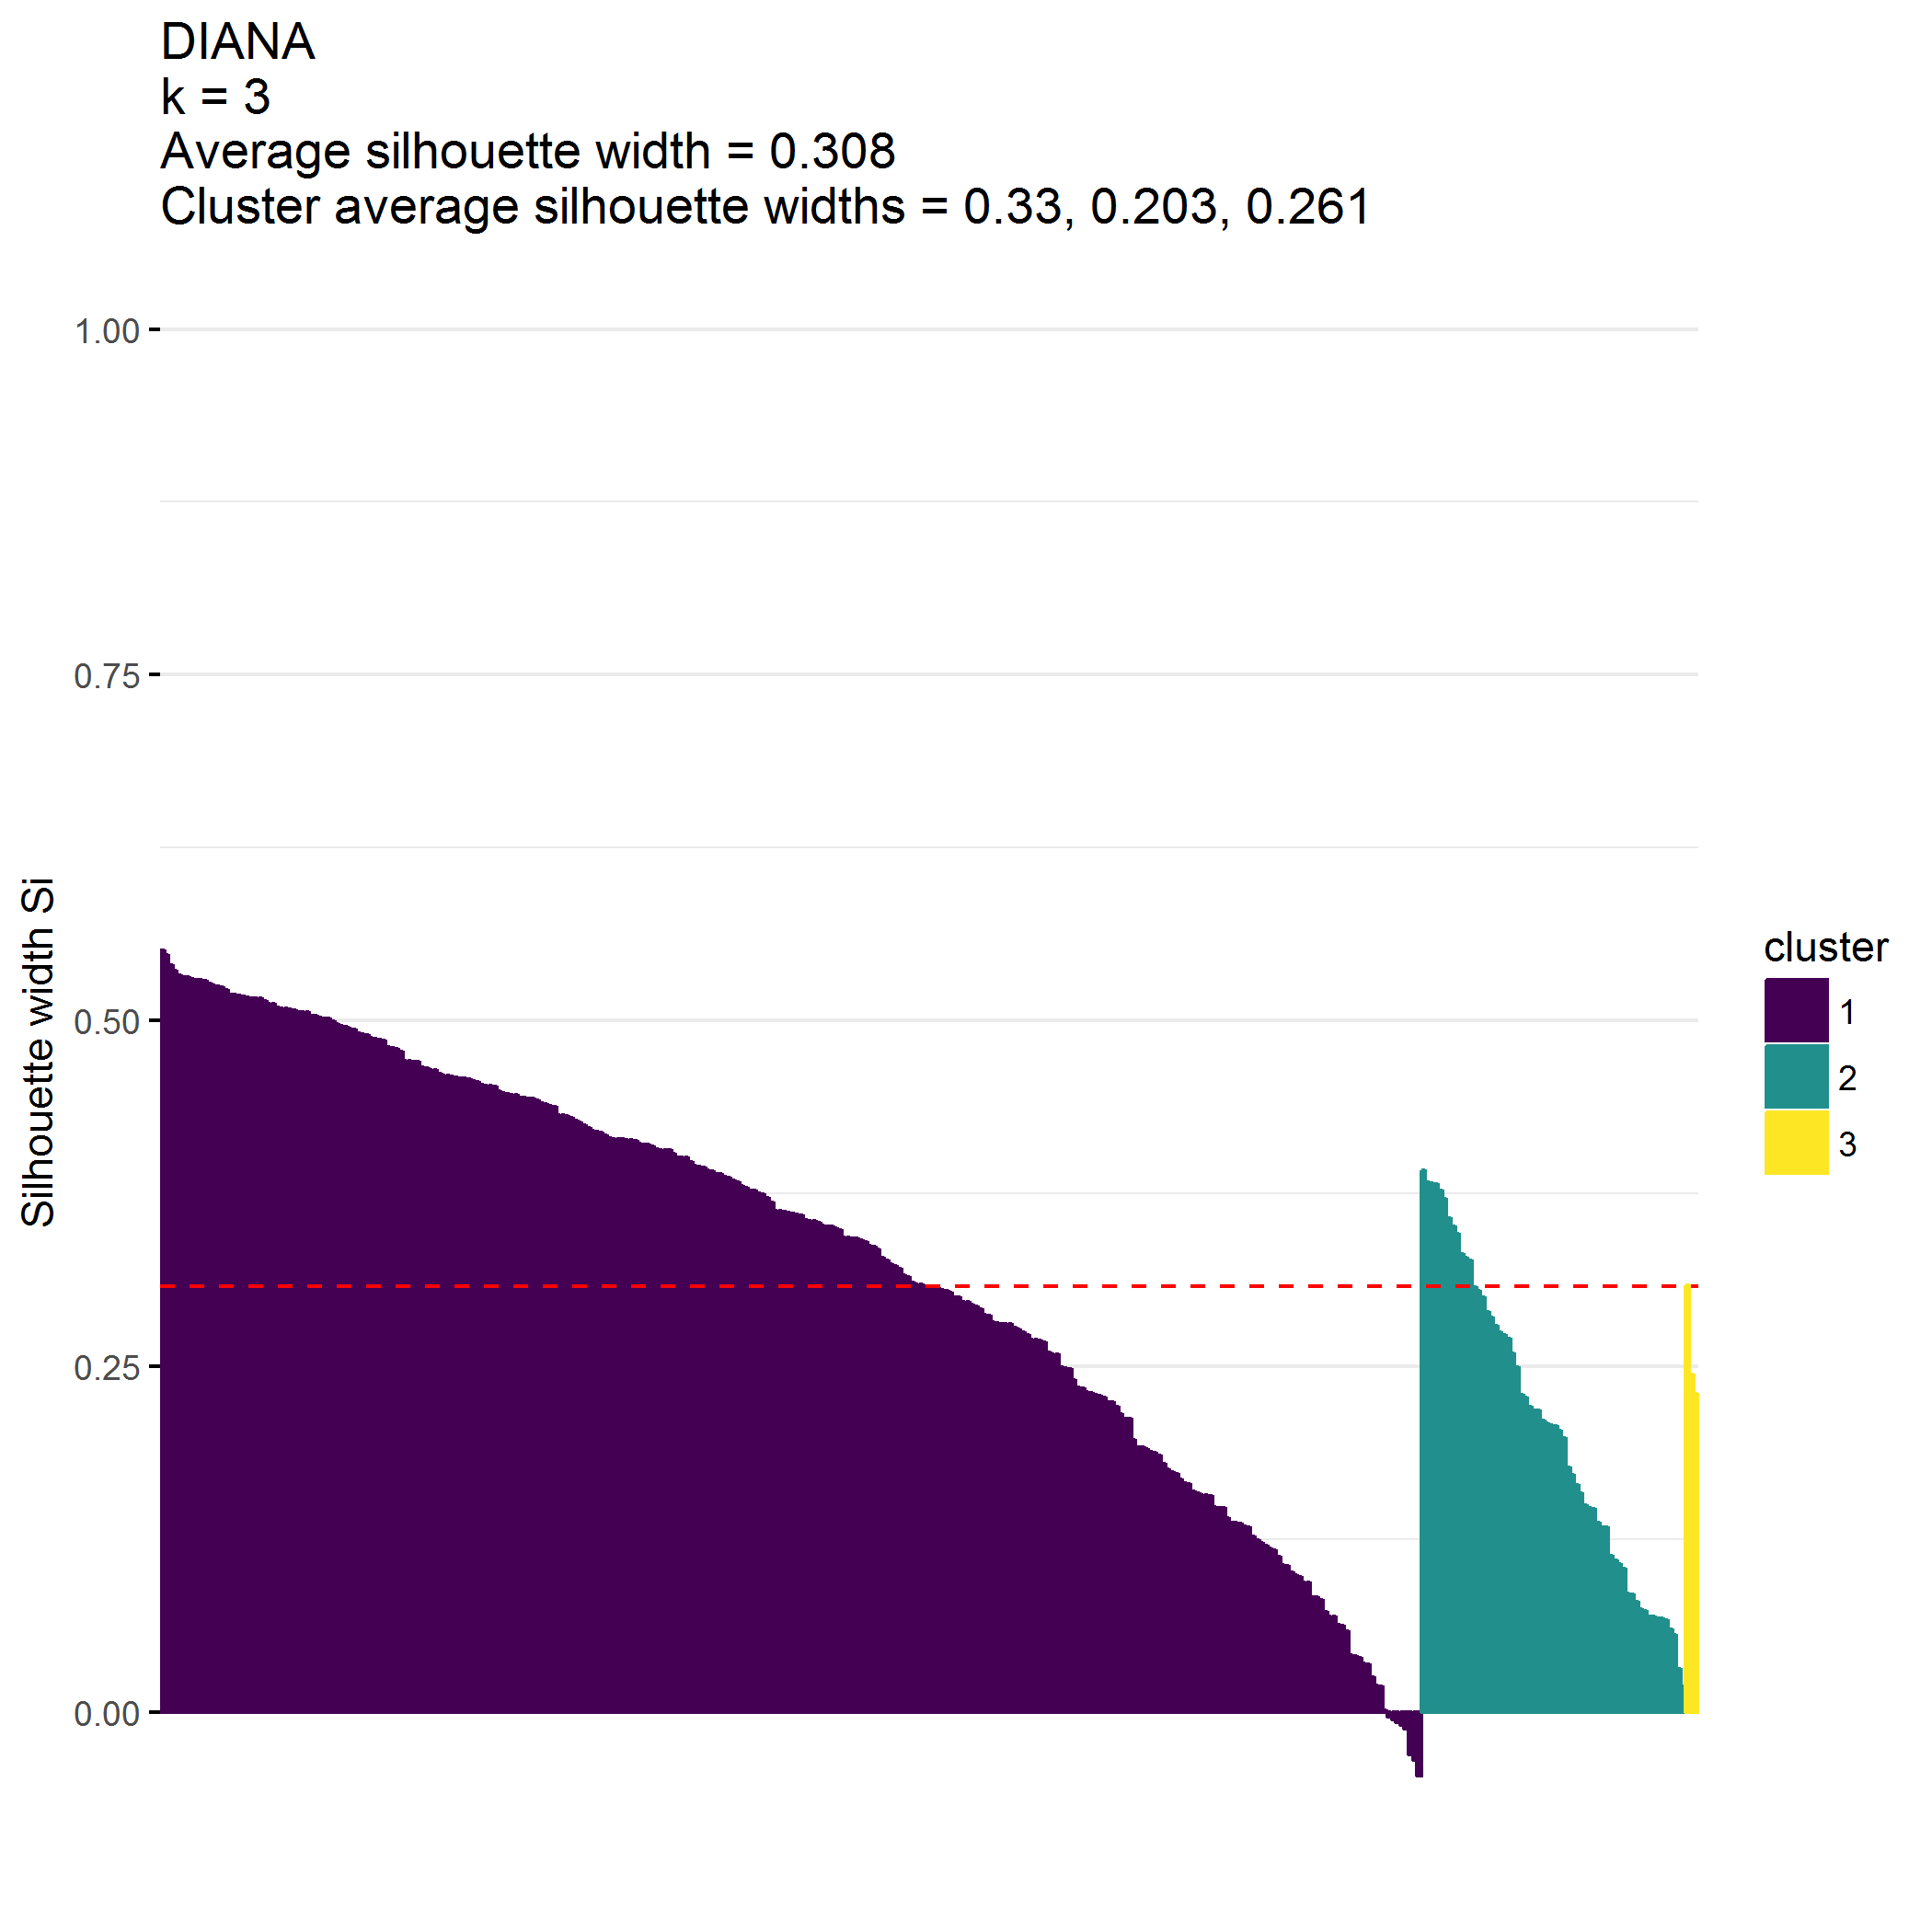 DIANA
k = 3
Average silhouette width = 0.308
Cluster average silhouette widths = 0.33, 0.203, 0.261
1.00
0.75
0.50
0.25
0.00
Silhouette width Si
cluster
1
2
3